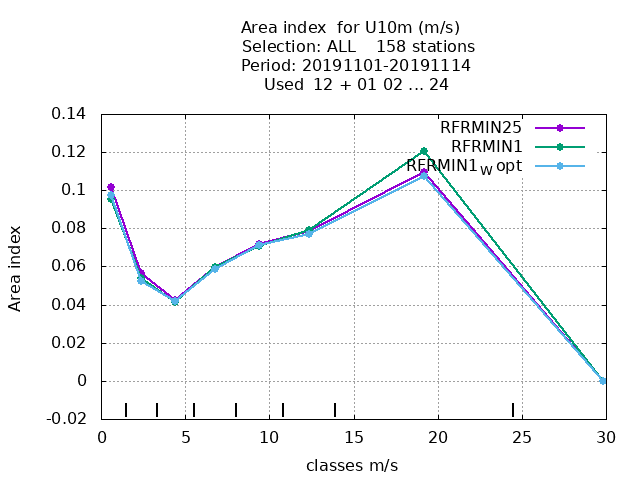 Area index  for U10m (m/s)
Selection: ALL    158 stations
Period: 20191101-20191114
Used  12 + 01 02 ... 24
0.14
0.12
0.1
0.08
0.06
0.04
0.02
0
-0.02
Area index
RFRMIN25
RFRMIN1
RFRMIN1w opt
0 5 10 15 20 25 30
classes m/s